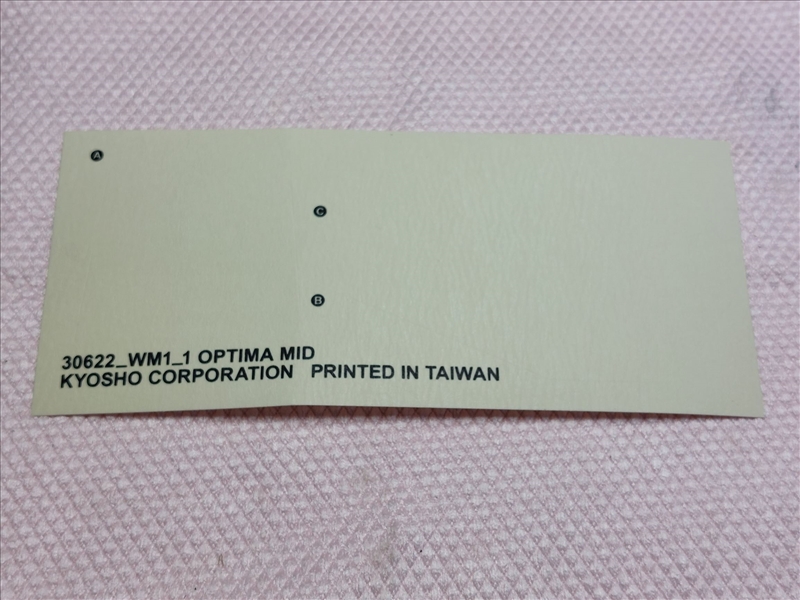 A
C
B
30622_WM1_1 OPTIMA MID
KYOSHO CORPORATION PRINTED IN TAIWAN